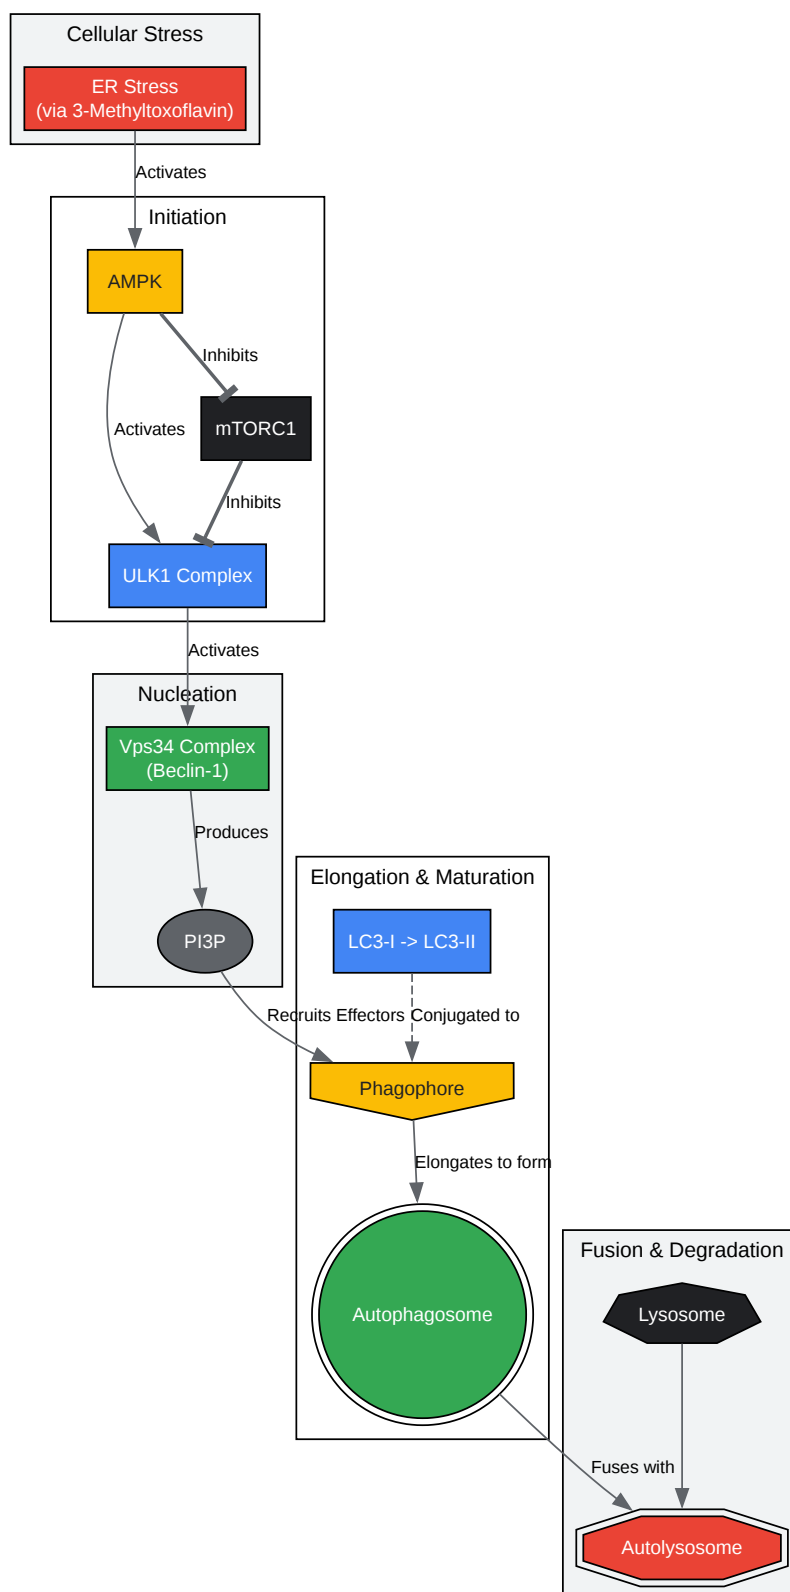 Cellular Stress
ER Stress
(via 3-Methyltoxoflavin)
Activates
Initiation
AMPK
Inhibits
Activates
mTORC1
Inhibits
ULK1 Complex
Activates
Nucleation
Vps34 Complex
(Beclin-1)
Produces
PI3P
Elongation & Maturation
LC3-I -> LC3-II
Recruits Effectors
Conjugated to
Phagophore
Elongates to form
Autophagosome
Fusion & Degradation
Lysosome
Fuses with
Autolysosome